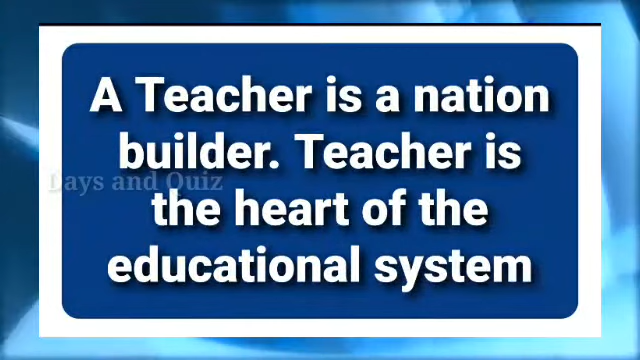 A Teacher is a nation
builder. Teacher is
Days and Quiz
the heart of the
educational system